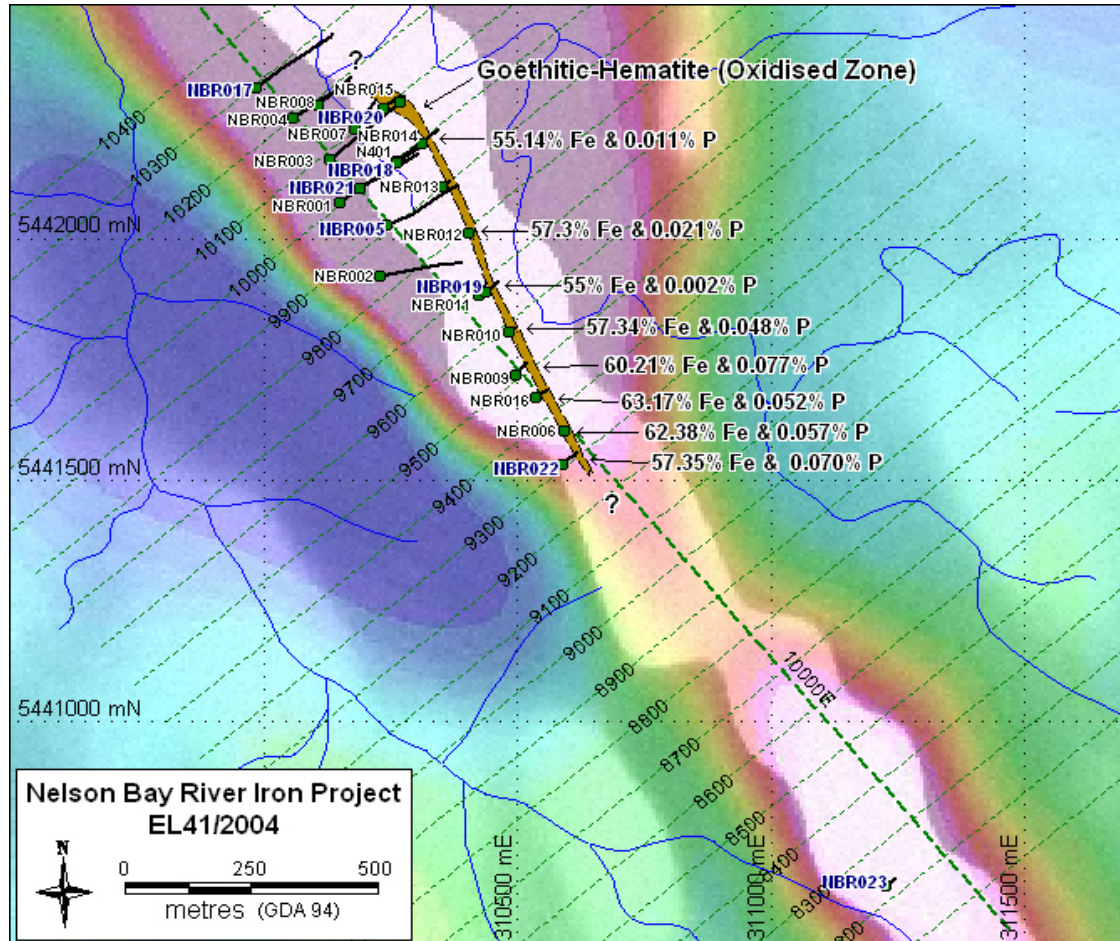 ?
Goethitic-Hematite (Oxidised Zone)
NBR017
NBR015
NBR008
NBR020
NBR004
NBR007
NBR014
55.14% Fe & 0.011% P
N401
NBR003
NBR018
NBR021
NBR013
NBR001
5442000 mN
NBR005
NBR012
57.3% Fe & 0.021% P
NBR002
NBR019
55% Fe & 0.002% P
NBR011
NBR010
57.34% Fe & 0.048% P
NBR009
60.21% Fe & 0.077% P
NBR016
63.17% Fe & 0.052% P
NBR006
62.38% Fe & 0.057% P
5441500 mN
NBR022
57.35% Fe & 0.070% P
?
10400
10300
10200
10100
10000
9900
9800
9700
9600
9500
9400
9300
9200
9100
9000
8900
8800
8700
8600
8500
8400
8300
10000E
5441000 mN
310500 mE
311000 mE
311500 mE
NBR023
Nelson Bay River Iron Project
EL41/2004
N
0 250 500
metres (GDA 94)